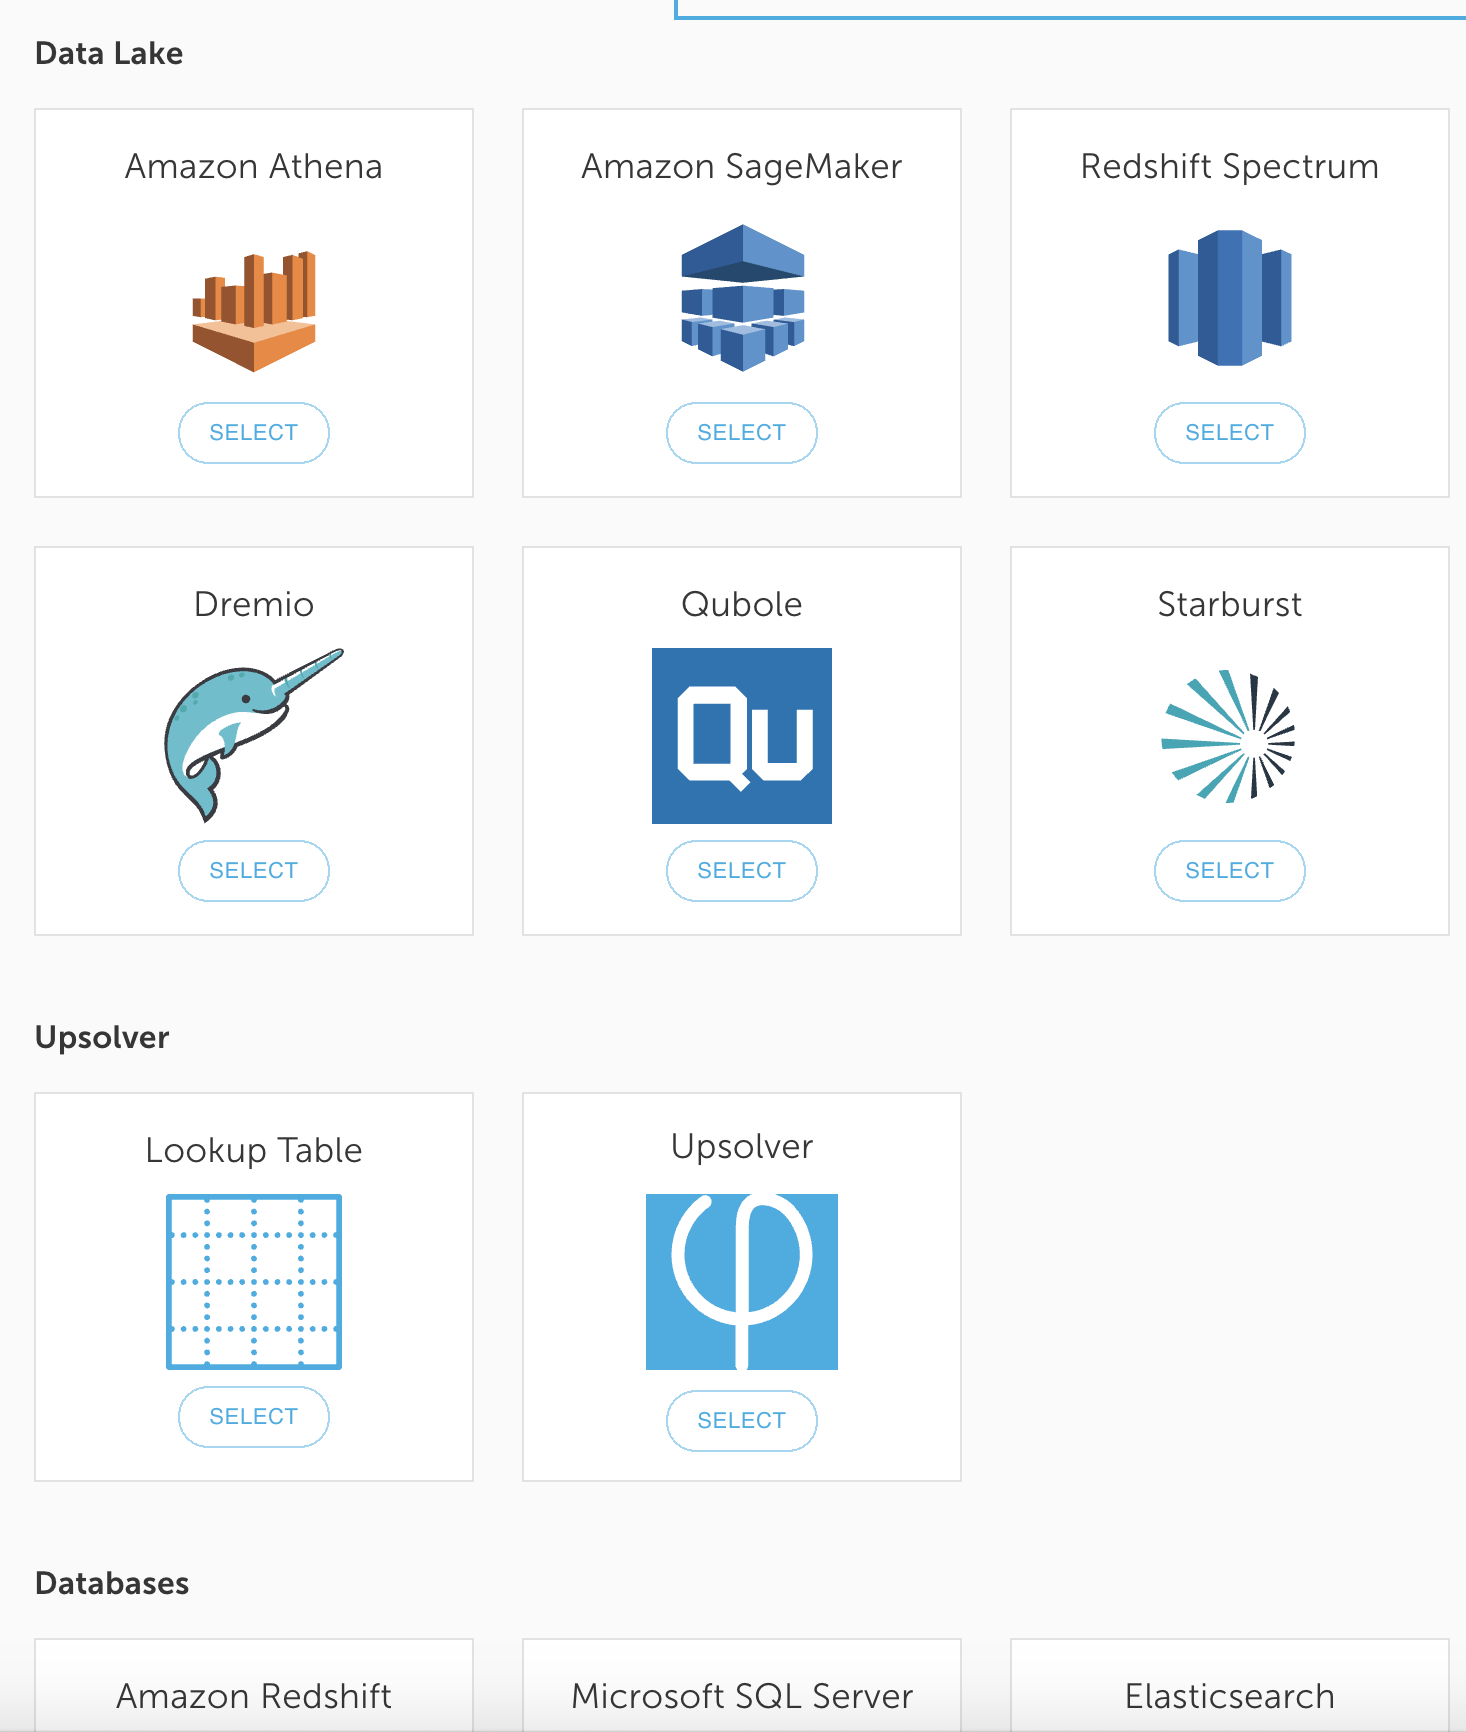 Data Lake
Amazon Athena
Amazon SageMaker
Redshift Spectrum
SELECT
SELECT
SELECT
Dremio
Qubole
Starburst
Qu
SELECT
SELECT
SELECT
Upsolver
Lookup Table
Upsolver
SELECT
SELECT
Databases
Amazon Redshift
Microsoft SQL Server
Elasticsearch